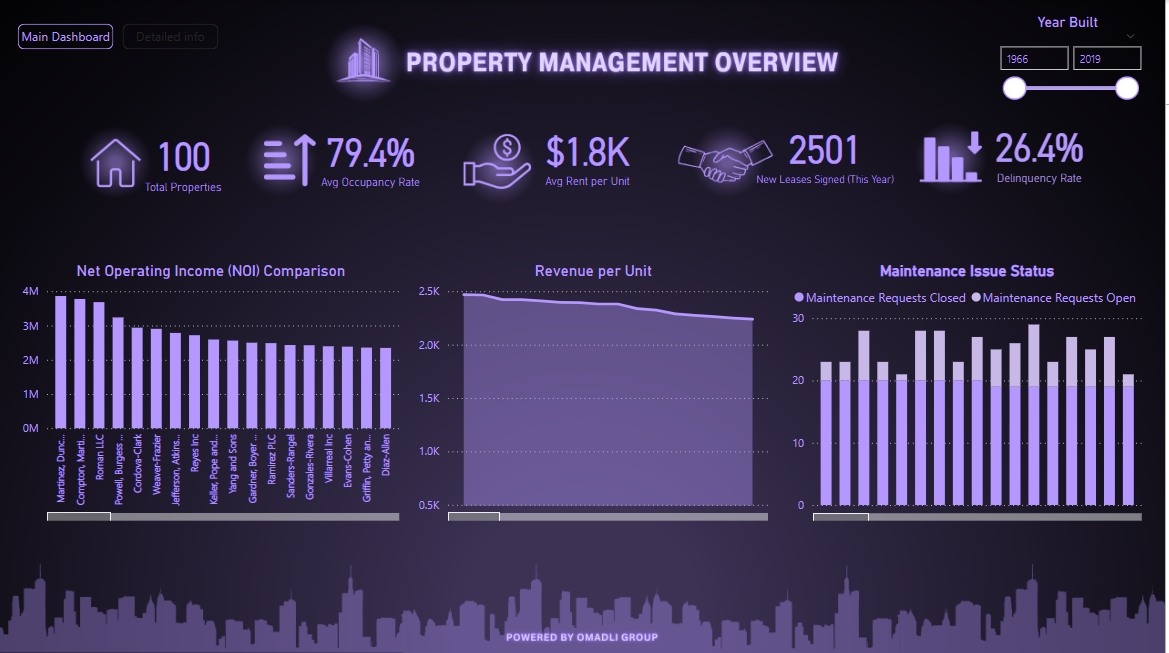 Main Dashboard
Detailed info
PROPERTY MANAGEMENT OVERVIEW
Year Built
1966
2019
100
Total Properties
79.4%
Avg Occupancy Rate
$1.8K
Avg Rent per Unit
2501
New Leases Signed (This Year)
26.4%
Delinquency Rate
Net Operating Income (NOI) Comparison
4M
3M
2M
1M
0M
Martinez, Dunc...
Compton, Marti...
Roman LLC
Powell, Burgess ...
Cordova-Clark
Weaver-Frazier
Jefferson, Atkins...
Reyes Inc
Keller, Pope and...
Yang and Sons
Gardner, Boyer ...
Ramirez PLC
Sanders-Rangel
Gonzales-Rivera
Villarreal Inc
Evans-Cohen
Griffin, Petty an...
Diaz-Allen
Revenue per Unit
2.5K
2.0K
1.5K
1.0K
0.5K
Maintenance Issue Status
Maintenance Requests Closed
Maintenance Requests Open
30
20
10
0
POWERED BY OMADLI GROUP